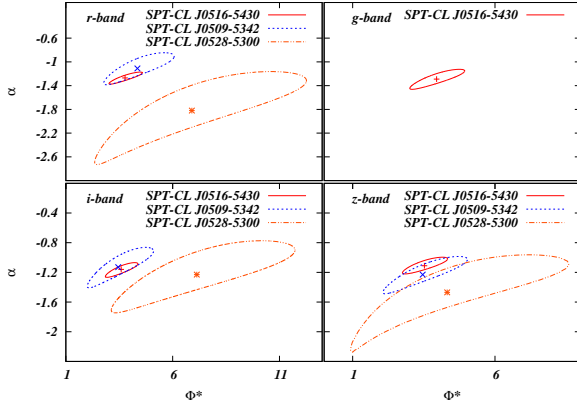 r-band SPT-CL J0516-5430
SPT-CL J0509-5342
SPT-CL J0528-5300
g-band SPT-CL J0516-5430
-0.6
-1
-1.4
-1.8
-2.2
-2.6
α
i-band SPT-CL J0516-5430
SPT-CL J0509-5342
SPT-CL J0528-5300
z-band SPT-CL J0516-5430
SPT-CL J0509-5342
SPT-CL J0528-5300
-0.4
-0.8
-1.2
-1.6
-2
α
1 6 11
1 6
Φ* Φ*